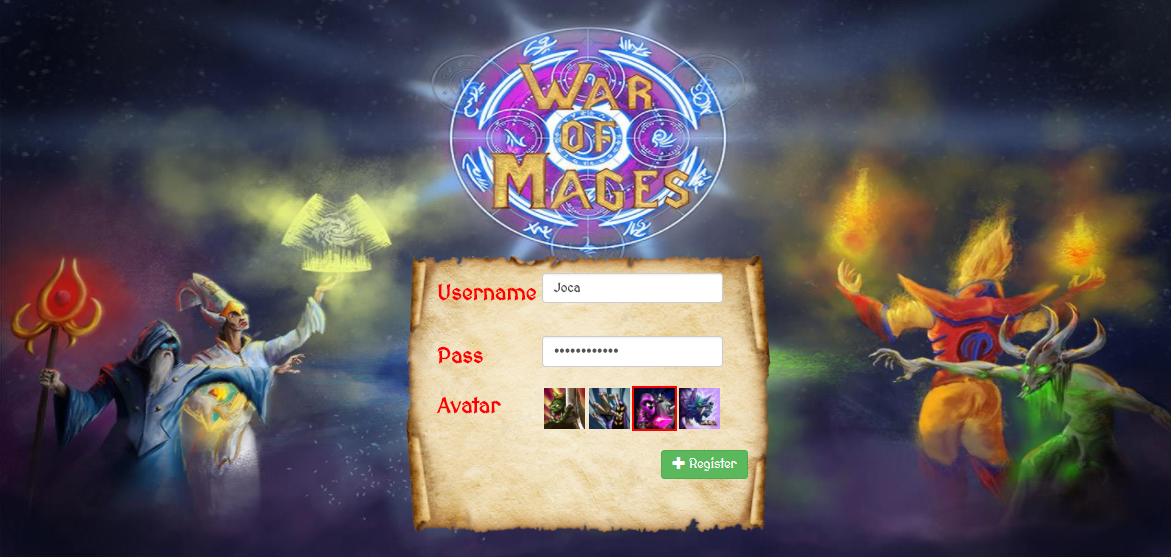 War
of
Mages
Username Joca
Pass ••••••••••••
Avatar
Register